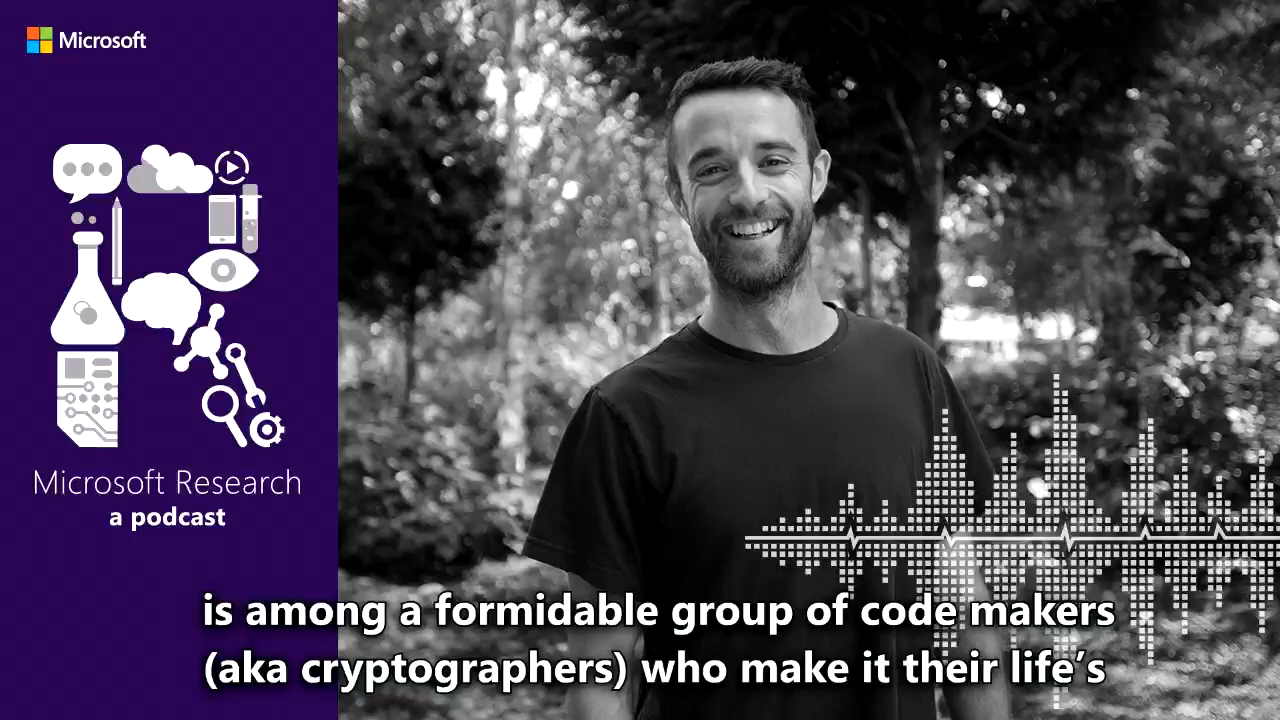 Microsoft
Microsoft Research
a podcast
is among a formidable group of code makers
(aka cryptographers) who make it their life’s